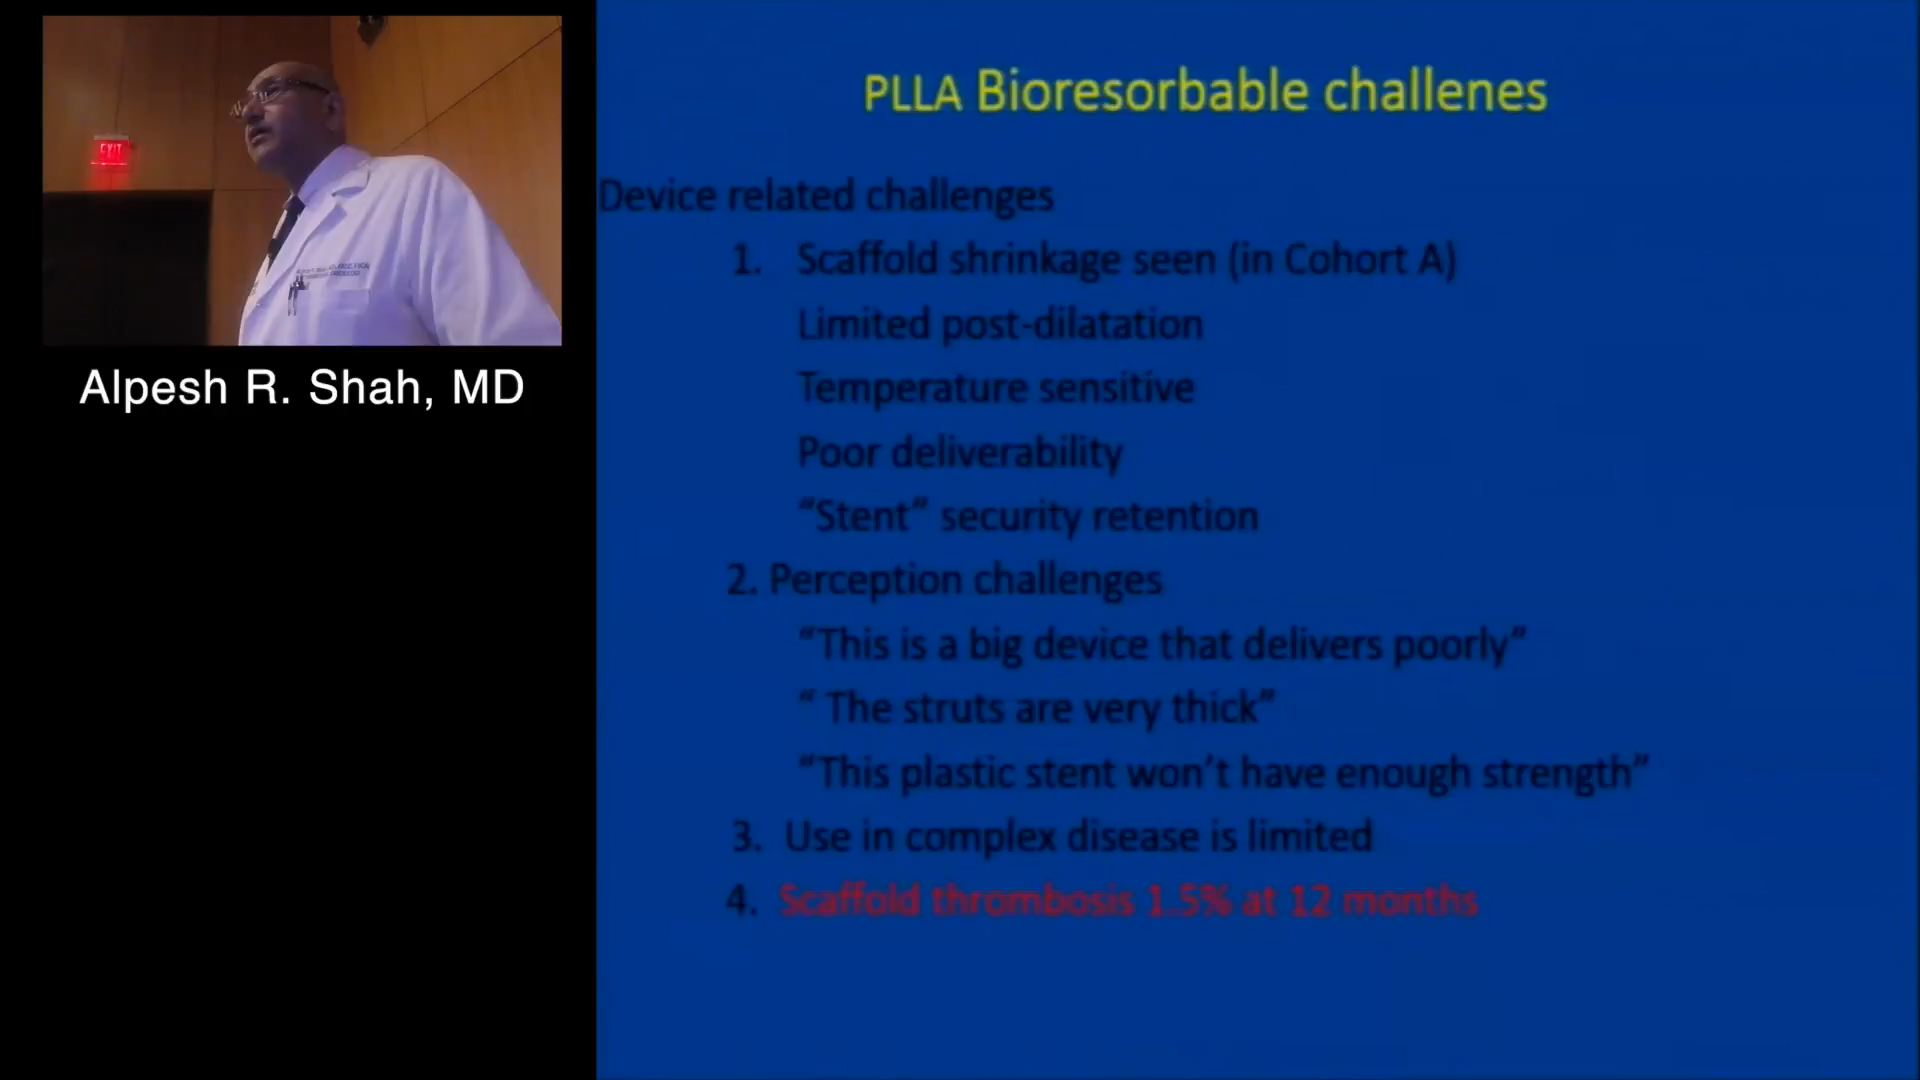 EXIT
Alpesh R. Shah, MD
PLLA Bioresorbable challenes
Device related challenges
1. Scaffold shrinkage seen (in Cohort A)
Limited post-dilatation
Temperature sensitive
Poor deliverability
“Stent” security retention
2. Perception challenges
“This is a big device that delivers poorly”
“ The struts are very thick”
“This plastic stent won’t have enough strength”
3. Use in complex disease is limited
4. Scaffold thrombosis 1.5% at 12 months